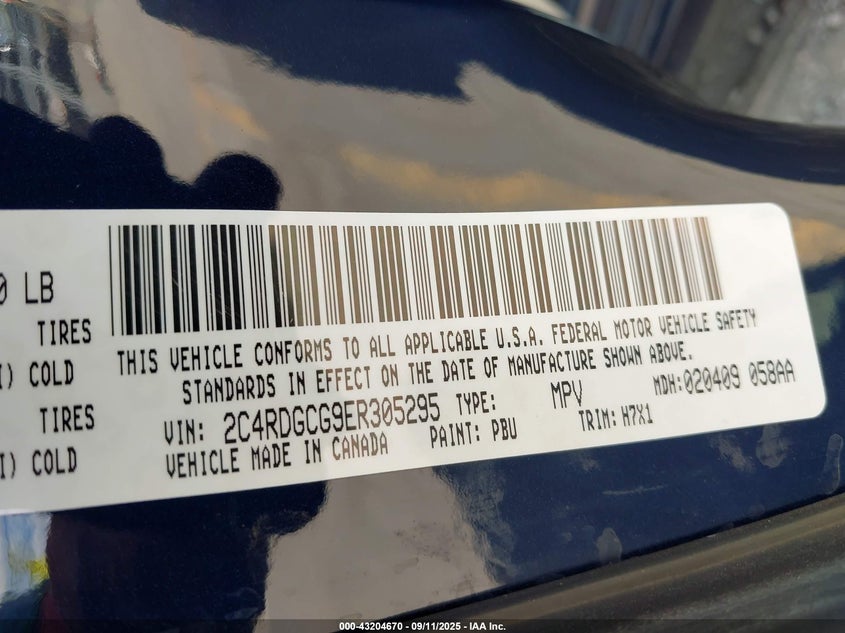 0 LB
TIRES
I) COLD
TIRES
I) COLD
THIS VEHICLE CONFORMS TO ALL APPLICABLE U.S.A. FEDERAL MOTOR VEHICLE SAFETY
STANDARDS IN EFFECT ON THE DATE OF MANUFACTURE SHOWN ABOVE.
VIN: 2C4RDGCG9ER305295 TYPE: MPV MDH:020409 058AA
VEHICLE MADE IN CANADA PAINT: PBU TRIM: H7X1
000-43204670 - 09/11/2025 - IAA Inc.